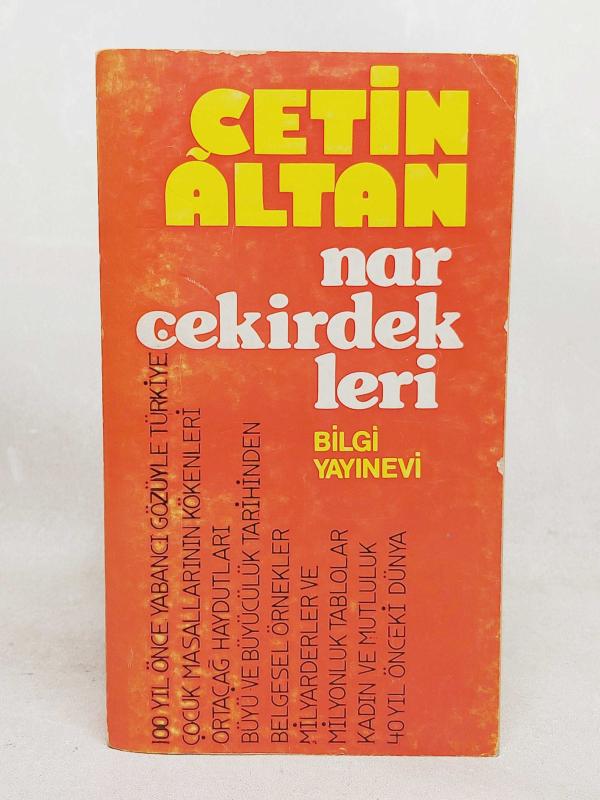 ÇETİN
ALTAN
nar
çekirdek
leri
BİLGİ
YAYINEVİ
100 YIL ÖNCE YABANCI GÖZÜYLE TÜRKİYE
ÇOCUK MASALLARININ KÖKENLERİ
ORTAÇAĞ HAYDUTLARI
BÜYÜ VE BÜYÜCÜLÜK TARİHİNDEN
BELGESEL ÖRNEKLER
MİLYARDERLER VE
MİLYONLUK TABLOLAR
KADIN VE MUTLULUK
40 YIL ÖNCEKİ DÜNYA